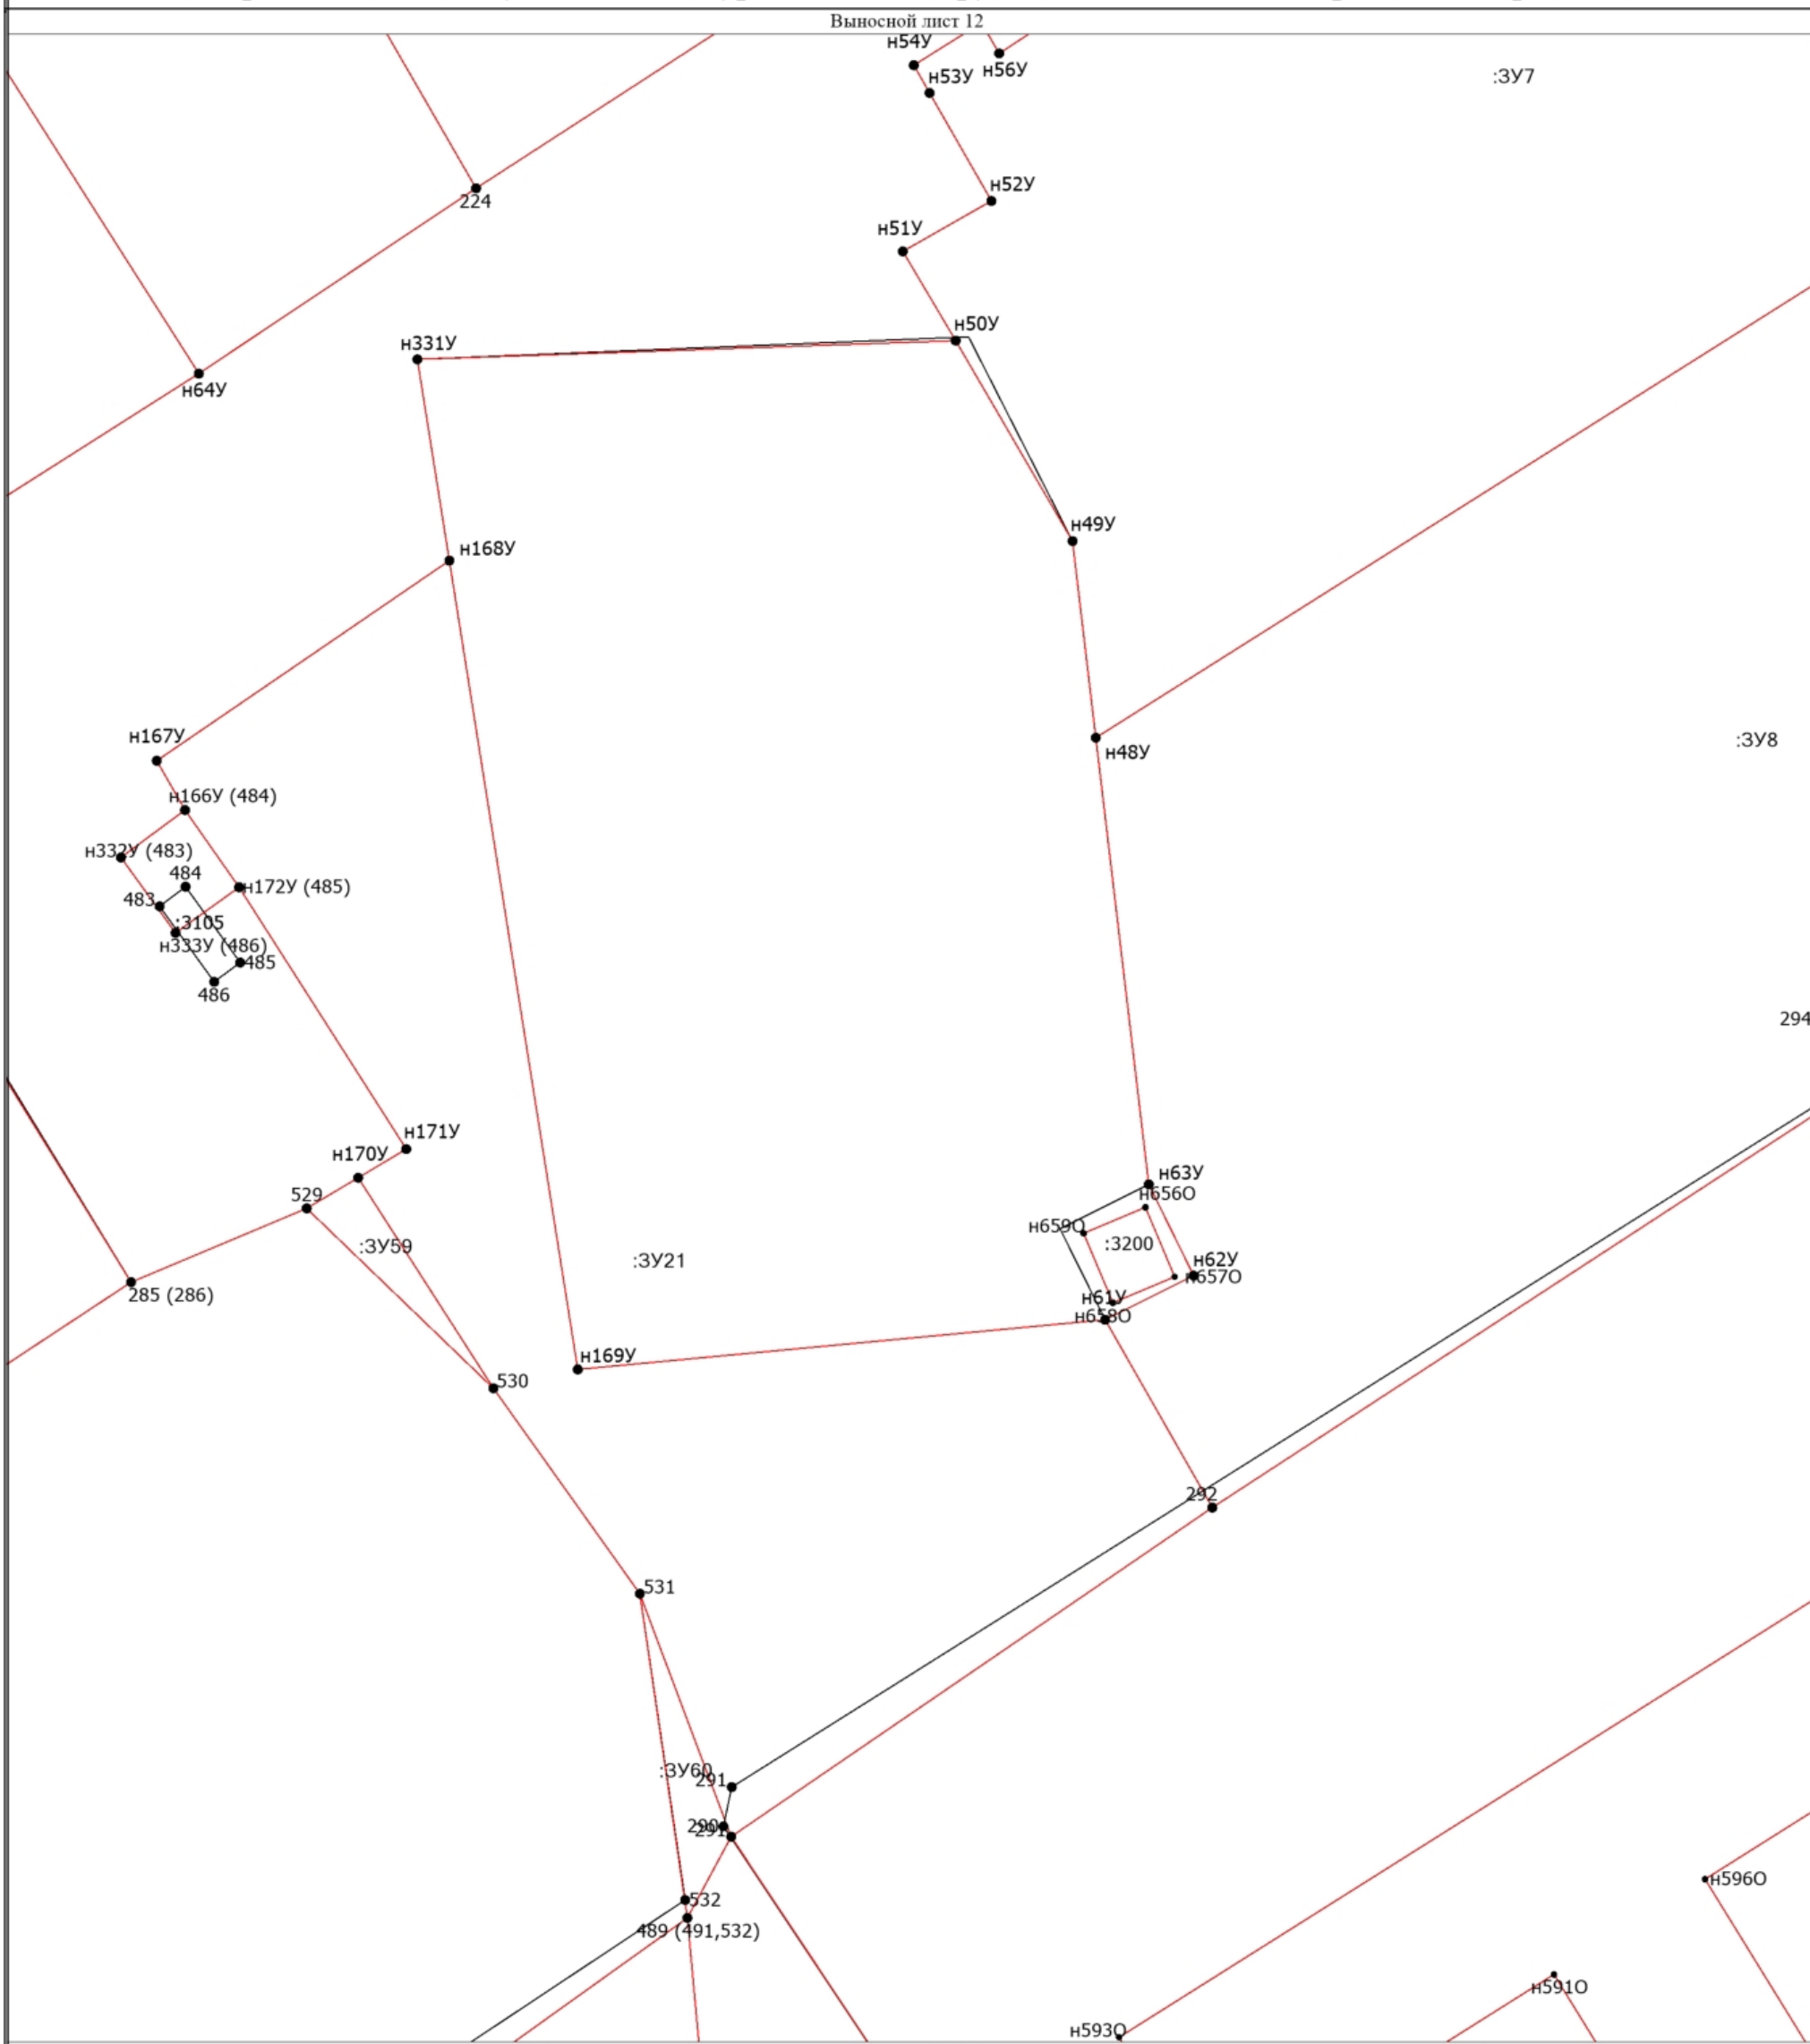 Выносной лист 12
н54У
н53У
н56У
:ЗУ7
н52У
224
н51У
н50У
н331У
н64У
н49У
н168У
н167У
н48У
:ЗУ8
н166У (484)
н332У (483)
484
н172У (485)
483
:3105
н333У (486)
485
486
294
н171У
н170У
н63У
529
н656О
н659О
:3200
:ЗУ59
:ЗУ21
н62У
н657О
285 (286)
н61У
н658О
н169У
530
292
531
:ЗУ60
291
290
291
н596О
532
489 (491,532)
н591О
н593О